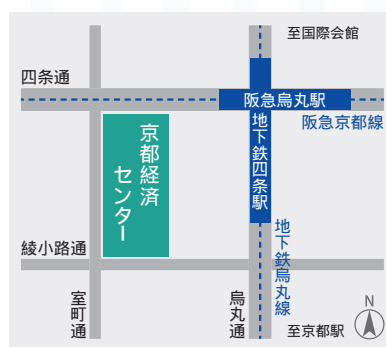 至国際会館
四条通
阪急烏丸駅
阪急京都線
京都経済
センター
地下鉄四条駅
綾小路通
地下鉄烏丸線
室町通
烏丸通
至京都駅
N